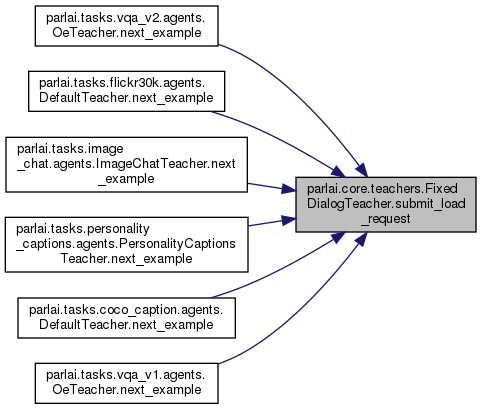 parlai.tasks.vqa_v2.agents.
OeTeacher.next_example
parlai.tasks.flickr30k.agents.
DefaultTeacher.next_example
parlai.tasks.image
_chat.agents.ImageChatTeacher.next
_example
parlai.tasks.personality
_captions.agents.PersonalityCaptions
Teacher.next_example
parlai.tasks.coco_caption.agents.
DefaultTeacher.next_example
parlai.tasks.vqa_v1.agents.
OeTeacher.next_example
parlai.core.teachers.Fixed
DialogTeacher.submit_load
_request